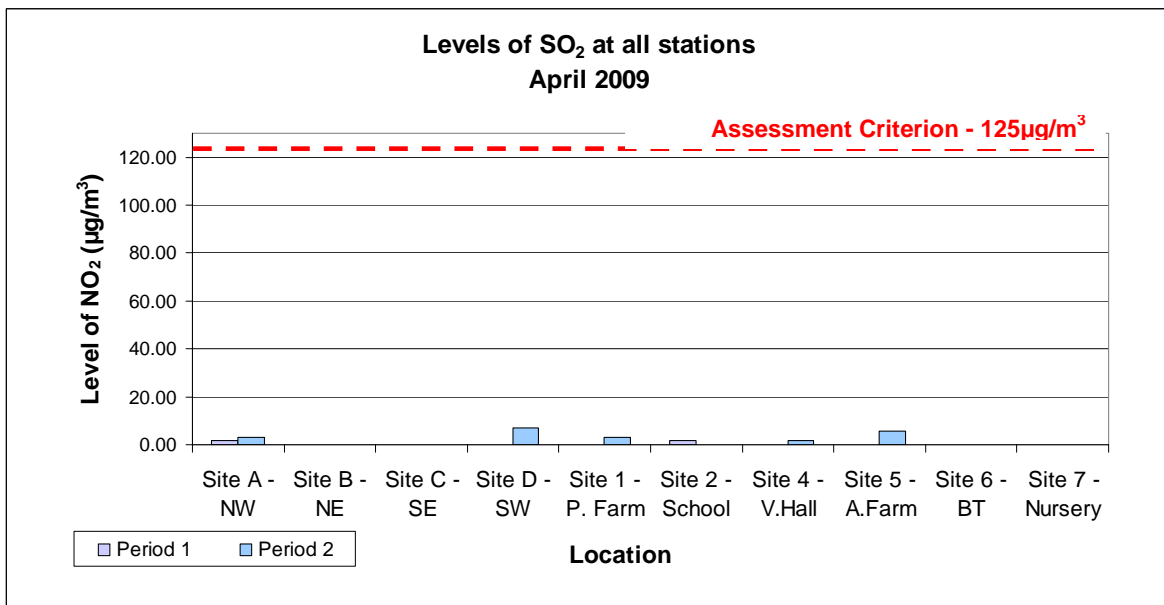 Levels of SO₂ at all stations
April 2009
Assessment Criterion - 125µg/m³
Level of NO₂ (µg/m³)
120.00
100.00
80.00
60.00
40.00
20.00
0.00
Site A - NW
Site B - NE
Site C - SE
Site D - SW
Site 1 - P. Farm
Site 2 - School
Site 4 - V.Hall
Site 5 - A.Farm
Site 6 - BT
Site 7 - Nursery
Location
Period 1 Period 2